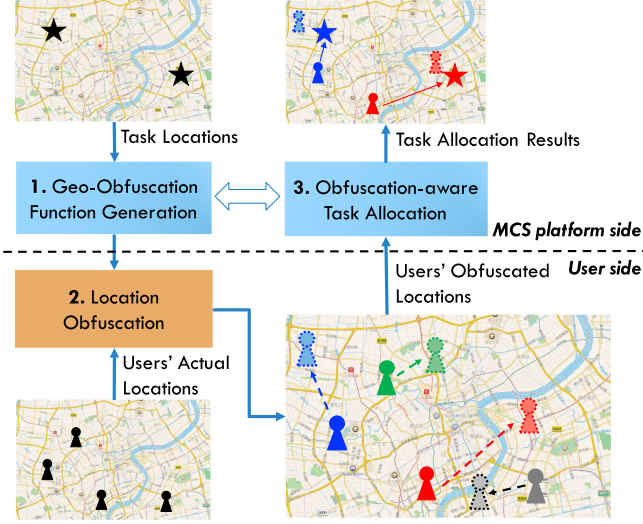 Task Locations
Task Allocation Results
1. Geo-Obfuscation
Function Generation
3. Obfuscation-aware
Task Allocation
MCS platform side
User side
2. Location
Obfuscation
Users' Obfuscated
Locations
Users' Actual
Locations